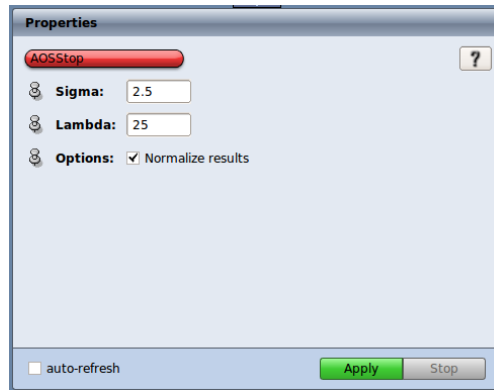 Properties
AOSStop
?
Sigma: 2.5
Lambda: 25
Options: Normalize results
auto-refresh Apply Stop